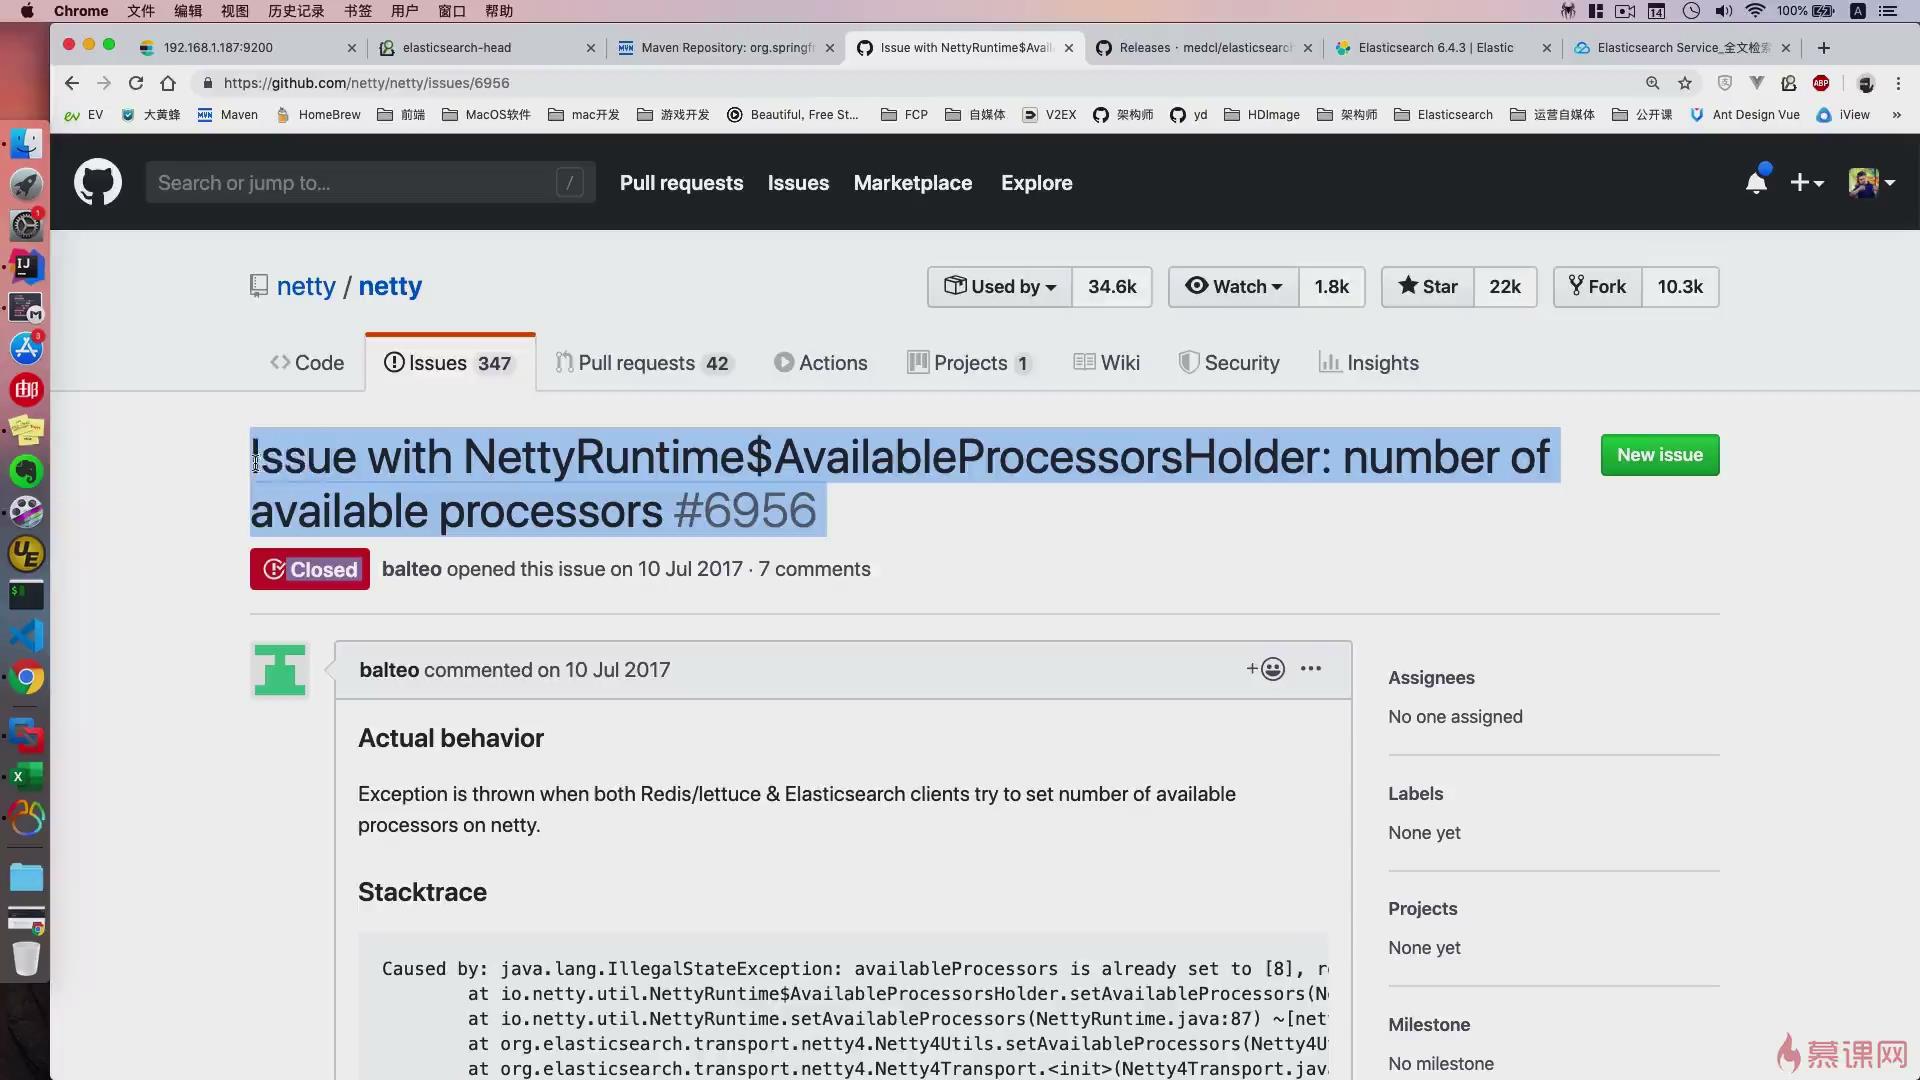 Chrome 文件 编辑 视图 历史记录 书签 用户 窗口 帮助 14 100% A
192.168.1.187:9200 elasticsearch-head Maven Repository: org.springfr Issue with NettyRuntime$Avail Releases · medcl/elasticsearch Elasticsearch 6.4.3 | Elastic Elasticsearch Service_全文检索
https://github.com/netty/netty/issues/6956 ABP
EV 大黄蜂 Maven HomeBrew 前端 MacOS软件 mac开发 游戏开发 Beautiful, Free St... FCP 自媒体 V2EX 架构师 yd HDImage 架构师 Elasticsearch 运营自媒体 公开课 Ant Design Vue iView »
Search or jump to... / Pull requests Issues Marketplace Explore
netty / netty Used by 34.6k Watch 1.8k Star 22k Fork 10.3k
Code Issues 347 Pull requests 42 Actions Projects 1 Wiki Security Insights
Issue with NettyRuntime$AvailableProcessorsHolder: number of
available processors #6956
New issue
Closed balteo opened this issue on 10 Jul 2017 · 7 comments
balteo commented on 10 Jul 2017
Actual behavior
Exception is thrown when both Redis/lettuce & Elasticsearch clients try to set number of available
processors on netty.
Stacktrace
Caused by: java.lang.IllegalStateException: availableProcessors is already set to [8], r
at io.netty.util.NettyRuntime$AvailableProcessorsHolder.setAvailableProcessors(N
at io.netty.util.NettyRuntime.setAvailableProcessors(NettyRuntime.java:87) ~[net
at org.elasticsearch.transport.netty4.Netty4Utils.setAvailableProcessors(Netty4U
at org.elasticsearch.transport.netty4.Netty4Transport.<init>(Netty4Transport.jav
Assignees
No one assigned
Labels
None yet
Projects
None yet
Milestone
No milestone
慕课网